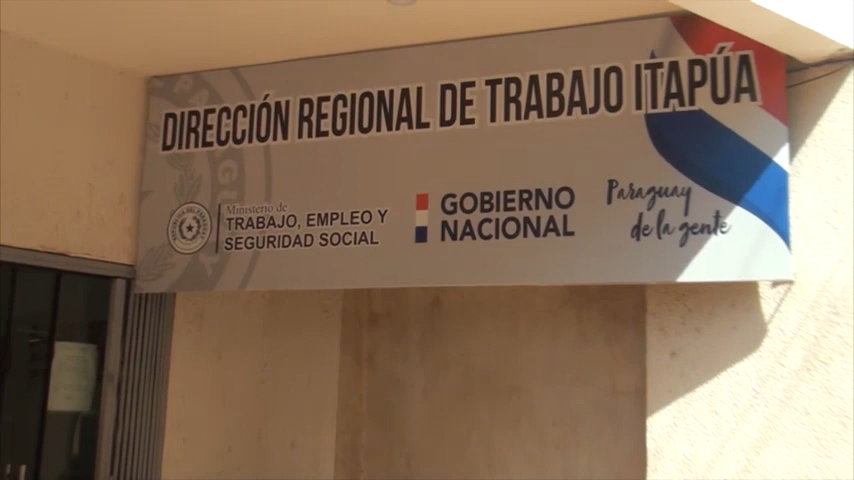 DIRECCIÓN REGIONAL DE TRABAJO ITAPÚA
Ministerio de
TRABAJO, EMPLEO Y
SEGURIDAD SOCIAL
GOBIERNO
NACIONAL
Paraguay
de la gente